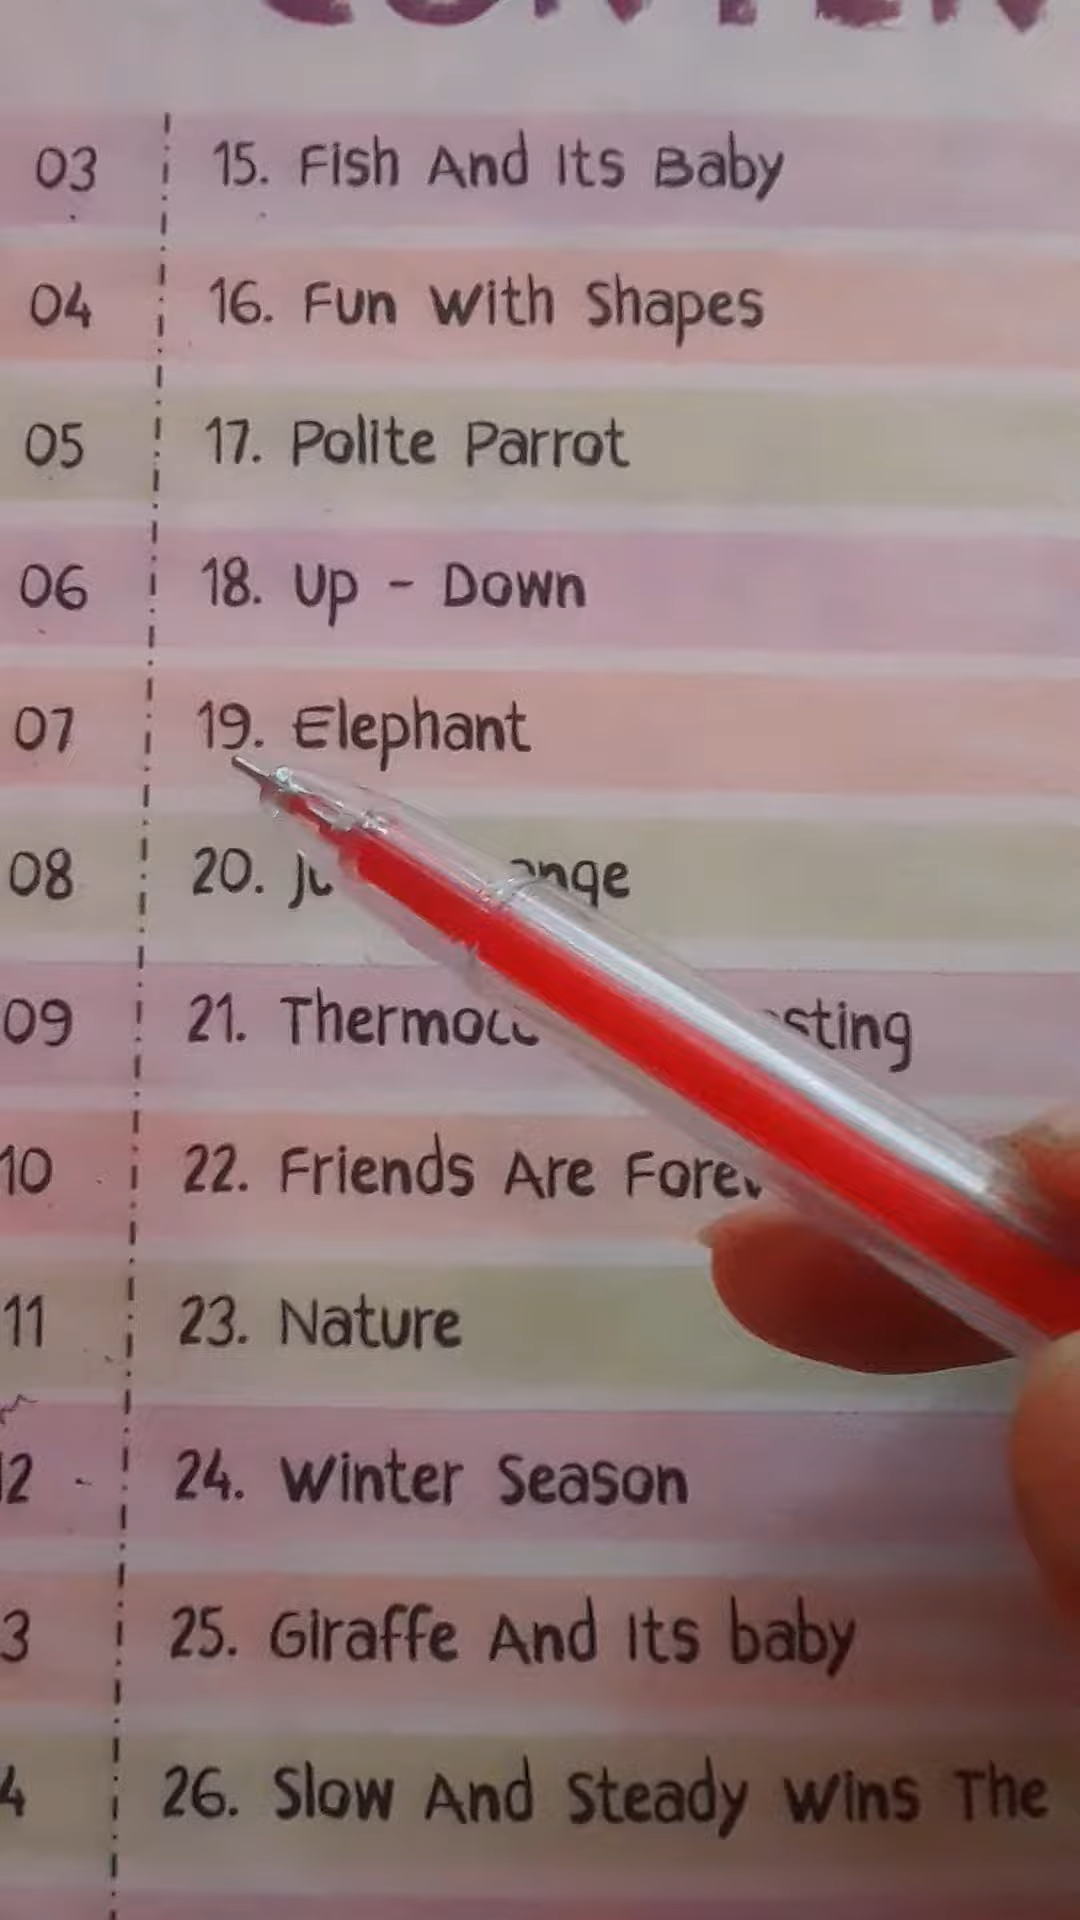 03 15. Fish And Its Baby
04 16. Fun With Shapes
05 17. Polite Parrot
06 18. Up - Down
07 19. Elephant
08 20.
09 21.
10 22. Friends Are
11 23. Nature
24. Winter Season
25. Giraffe And Its baby
26. Slow And Steady Wins The